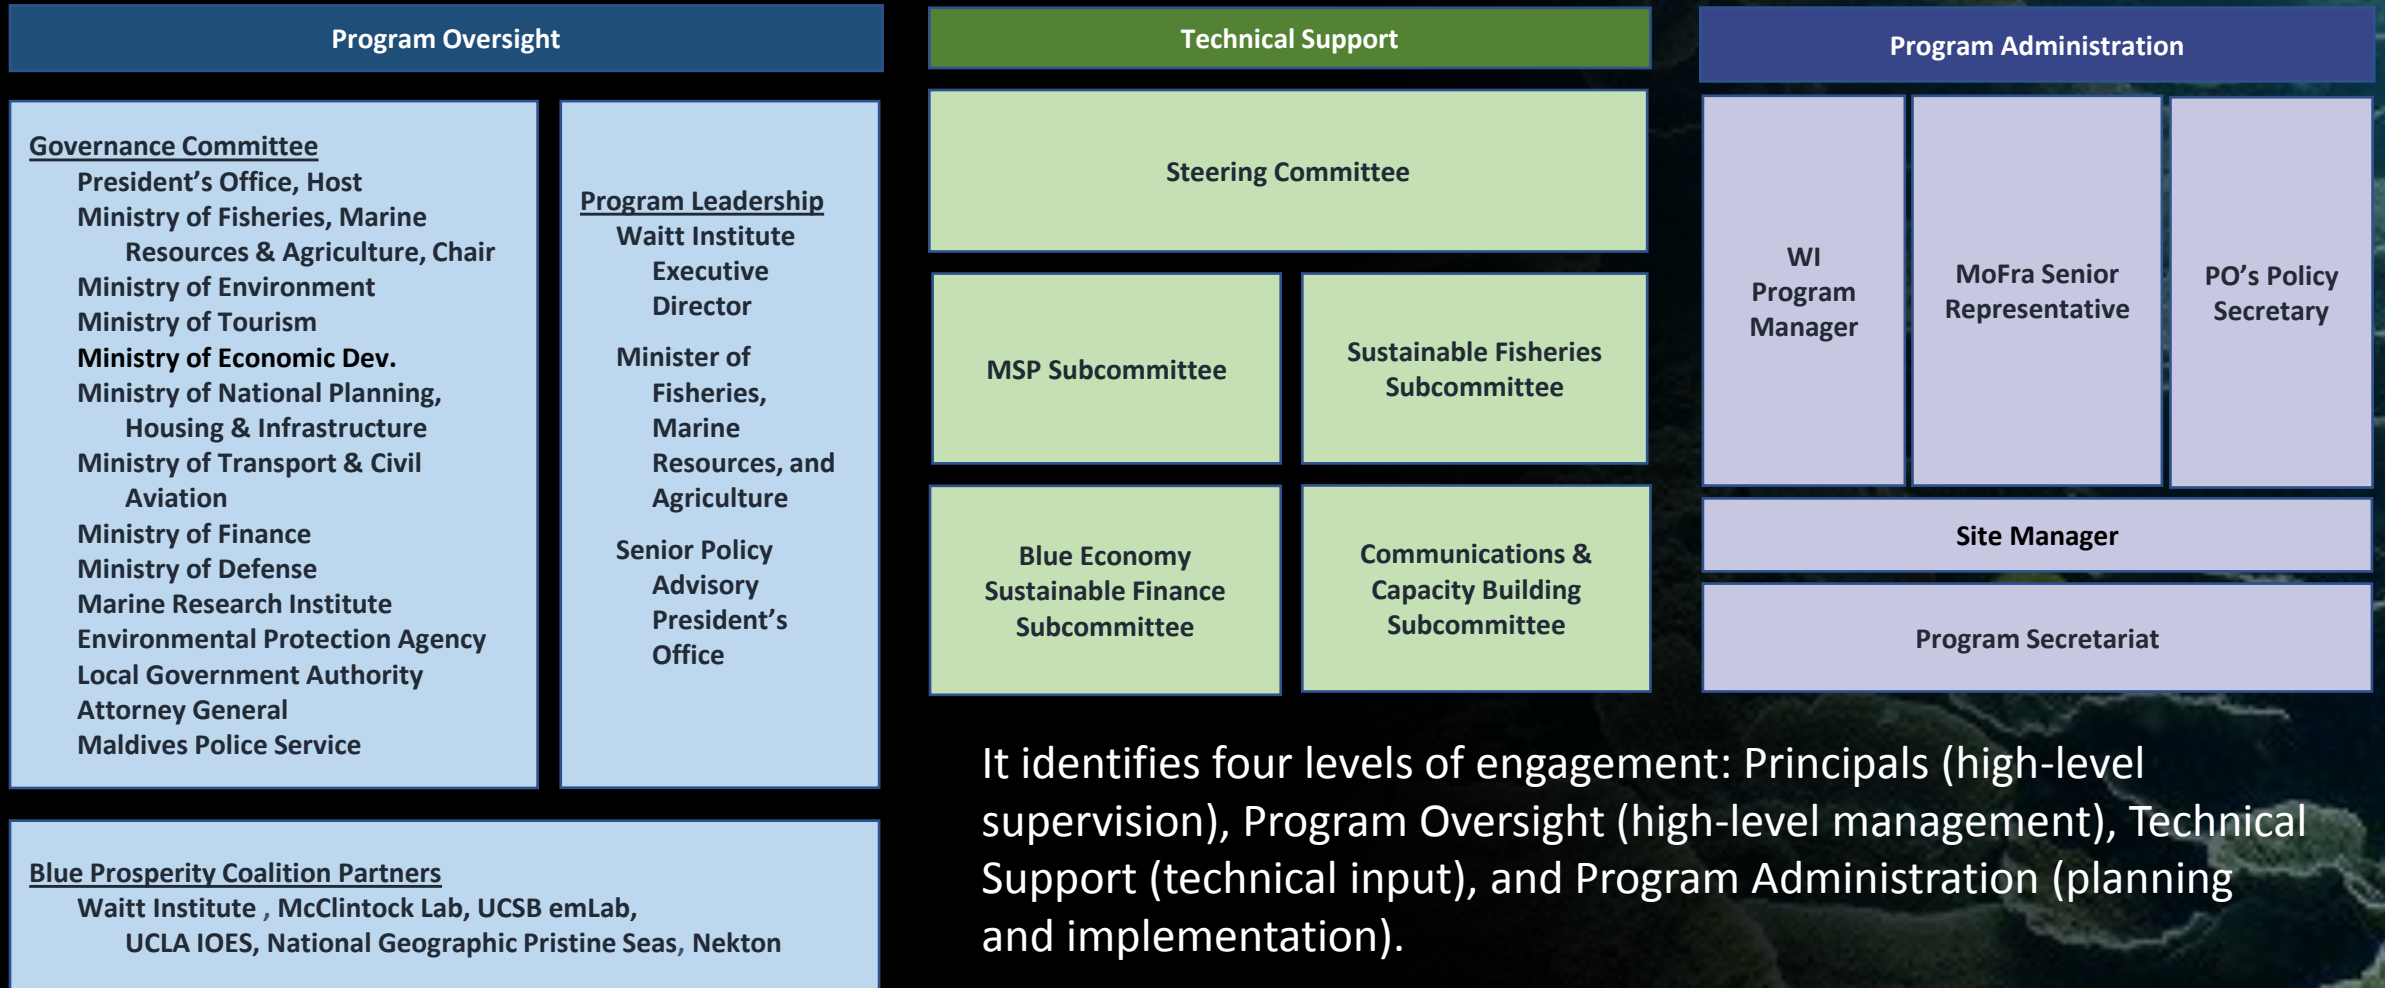 Program Oversight
Governance Committee
President’s Office, Host
Ministry of Fisheries, Marine
Resources & Agriculture, Chair
Ministry of Environment
Ministry of Tourism
Ministry of Economic Dev.
Ministry of National Planning,
Housing & Infrastructure
Ministry of Transport & Civil
Aviation
Ministry of Finance
Ministry of Defense
Marine Research Institute
Environmental Protection Agency
Local Government Authority
Attorney General
Maldives Police Service
Program Leadership
Waitt Institute
Executive
Director
Minister of
Fisheries,
Marine
Resources, and
Agriculture
Senior Policy
Advisory
President’s
Office
Blue Prosperity Coalition Partners
Waitt Institute , McClintock Lab, UCSB emLab,
UCLA IOES, National Geographic Pristine Seas, Nekton
Technical Support
Steering Committee
MSP Subcommittee
Sustainable Fisheries
Subcommittee
Blue Economy
Sustainable Finance
Subcommittee
Communications &
Capacity Building
Subcommittee
Program Administration
WI
Program
Manager
MoFra Senior
Representative
PO’s Policy
Secretary
Site Manager
Program Secretariat
It identifies four levels of engagement: Principals (high-level
supervision), Program Oversight (high-level management), Technical
Support (technical input), and Program Administration (planning
and implementation).